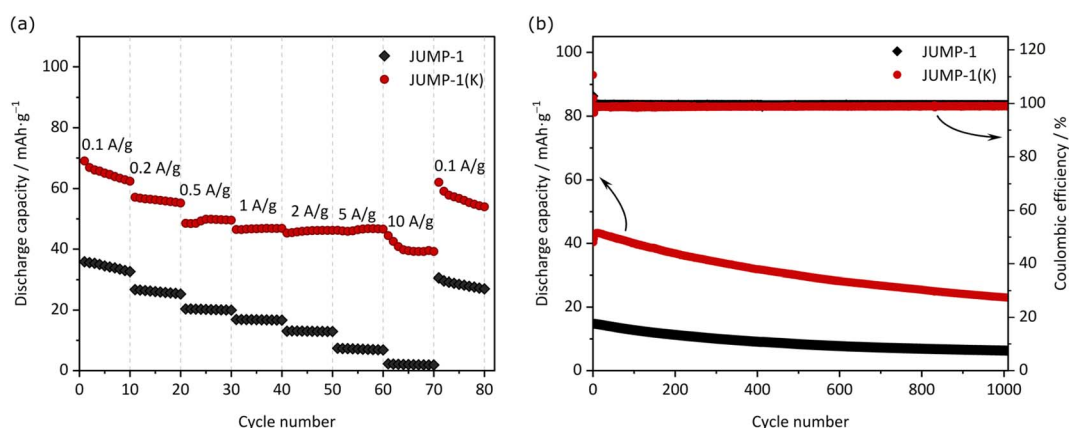 (a)
JUMP-1
JUMP-1(K)
0.1 A/g
0.2 A/g
0.5 A/g
1 A/g
2 A/g
5 A/g
10 A/g
0.1 A/g
Discharge capacity / mAh·g⁻¹
100
80
60
40
20
0
0 10 20 30 40 50 60 70 80
Cycle number
(b)
JUMP-1
JUMP-1(K)
Discharge capacity / mAh·g⁻¹
100
80
60
40
20
0
0 200 400 600 800 1000
Cycle number
120
100
80
60
40
20
0
Coulombic efficiency / %